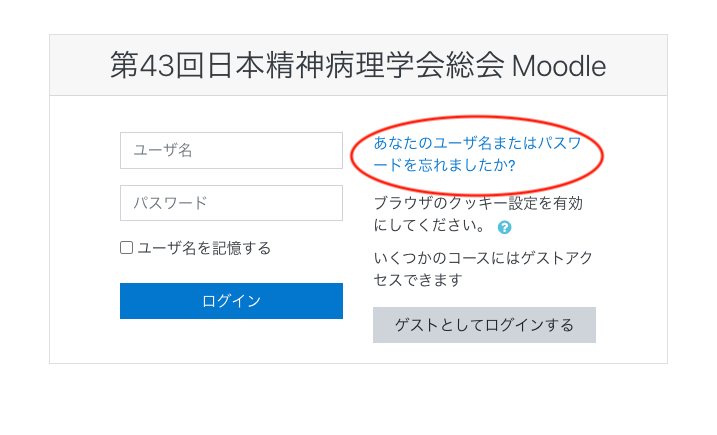 第43回日本精神病理学会総会 Moodle
ユーザ名
パスワード
ユーザ名を記憶する
ログイン
あなたのユーザ名またはパスワ
ードを忘れましたか?
ブラウザのクッキー設定を有効
にしてください。 ?
いくつかのコースにはゲストアク
セスできます
ゲストとしてログインする